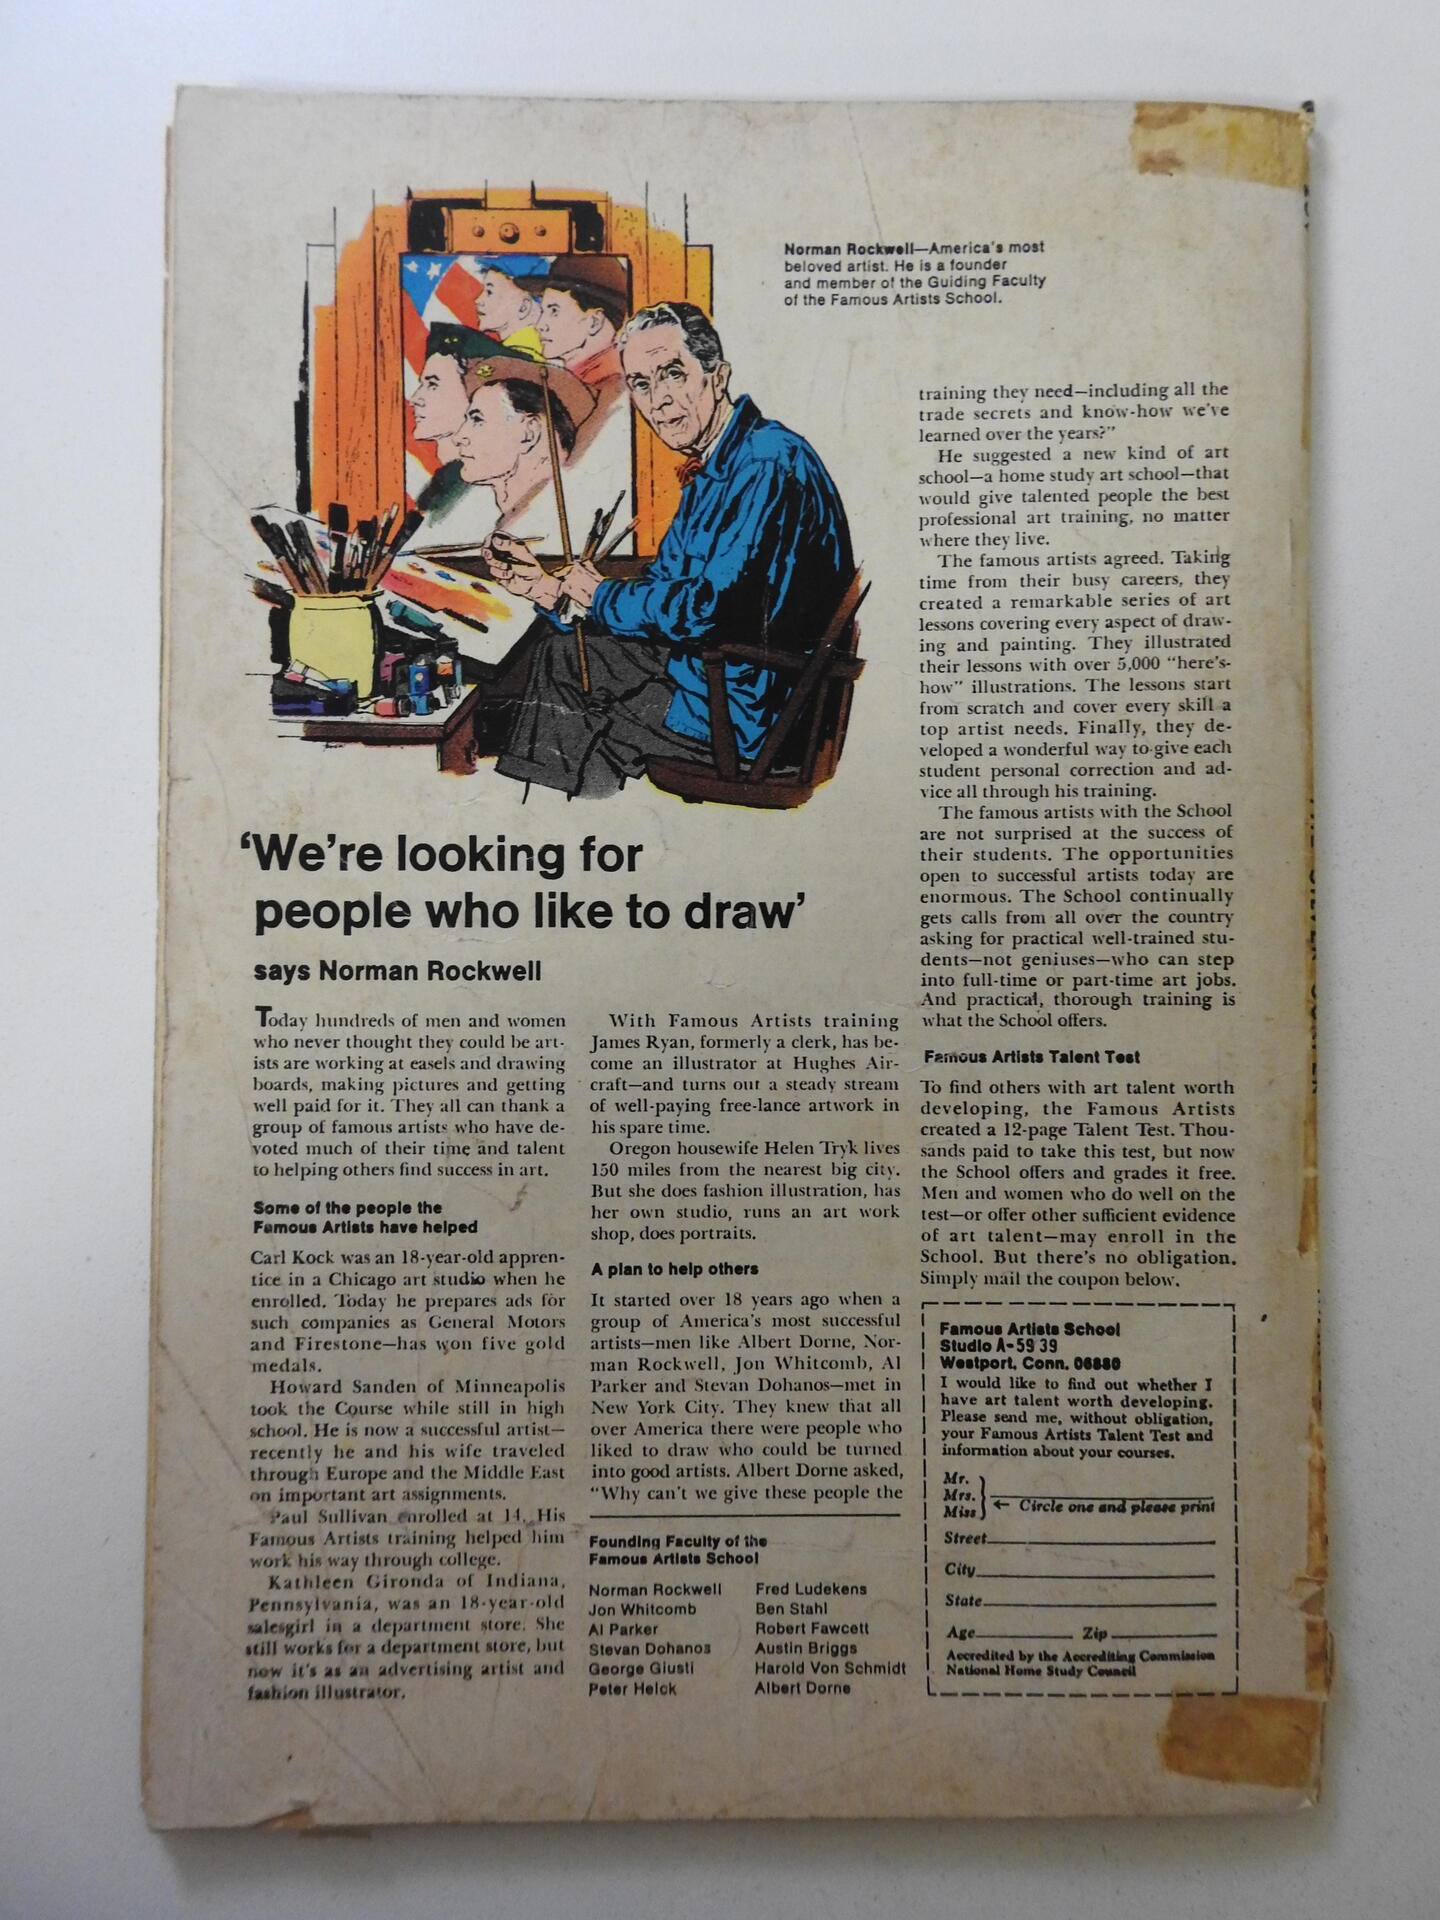 Norman Rockwell—America's most
beloved artist. He is a founder
and member of the Guiding Faculty
of the Famous Artists School.
'We're looking for
people who like to draw'
says Norman Rockwell
Today hundreds of men and women
who never thought they could be art-
ists are working at easels and drawing
boards, making pictures and getting
well paid for it. They all can thank a
group of famous artists who have de-
voted much of their time and talent
to helping others find success in art.
Some of the people the
Famous Artists have helped
Carl Kock was an 18-year-old appren-
tice in a Chicago art studio when he
enrolled. Today he prepares ads for
such companies as General Motors
and Firestone—has won five gold
medals.
Howard Sanden of Minneapolis
took the Course while still in high
school. He is now a successful artist—
recently he and his wife traveled
through Europe and the Middle East
on important art assignments.
Paul Sullivan enrolled at 14. His
Famous Artists training helped him
work his way through college.
Kathleen Gironda of Indiana,
Pennsylvania, was an 18-year-old
salesgirl in a department store. She
still works for a department store, but
now it's as an advertising artist and
fashion illustrator.
With Famous Artists training
James Ryan, formerly a clerk, has be-
come an illustrator at Hughes Air-
craft—and turns out a steady stream
of well-paying free-lance artwork in
his spare time.
Oregon housewife Helen Tryk lives
150 miles from the nearest big city.
But she does fashion illustration, has
her own studio, runs an art work
shop, does portraits.
A plan to help others
It started over 18 years ago when a
group of America's most successful
artists—men like Albert Dorne, Nor-
man Rockwell, Jon Whitcomb, Al
Parker and Stevan Dohanos—met in
New York City. They knew that all
over America there were people who
liked to draw who could be turned
into good artists. Albert Dorne asked,
"Why can't we give these people the
training they need—including all the
trade secrets and know-how we've
learned over the years?"
He suggested a new kind of art
school—a home study art school—that
would give talented people the best
professional art training, no matter
where they live.
The famous artists agreed. Taking
time from their busy careers, they
created a remarkable series of art
lessons covering every aspect of draw-
ing and painting. They illustrated
their lessons with over 5,000 "here's-
how" illustrations. The lessons start
from scratch and cover every skill a
top artist needs. Finally, they de-
veloped a wonderful way to give each
student personal correction and ad-
vice all through his training.
The famous artists with the School
are not surprised at the success of
their students. The opportunities
open to successful artists today are
enormous. The School continually
gets calls from all over the country
asking for practical well-trained stu-
dents—not geniuses—who can step
into full-time or part-time art jobs.
And practical, thorough training is
what the School offers.
Famous Artists Talent Test
To find others with art talent worth
developing, the Famous Artists
created a 12-page Talent Test. Thou-
sands paid to take this test, but now
the School offers and grades it free.
Men and women who do well on the
test—or offer other sufficient evidence
of art talent—may enroll in the
School. But there's no obligation.
Simply mail the coupon below.
Founding Faculty of the
Famous Artists School
Norman Rockwell
Jon Whitcomb
Al Parker
Stevan Dohanos
George Giusti
Peter Helck
Fred Ludekens
Ben Stahl
Robert Fawcett
Austin Briggs
Harold Von Schmidt
Albert Dorne
Famous Artists School
Studio A-5939
Westport, Conn. 06880
I would like to find out whether I
have art talent worth developing.
Please send me, without obligation,
your Famous Artists Talent Test and
information about your courses.
Mr.
Mrs.
Miss
← Circle one and please print
Street
City
State
Age Zip
Accredited by the Accrediting Commission
National Home Study Council